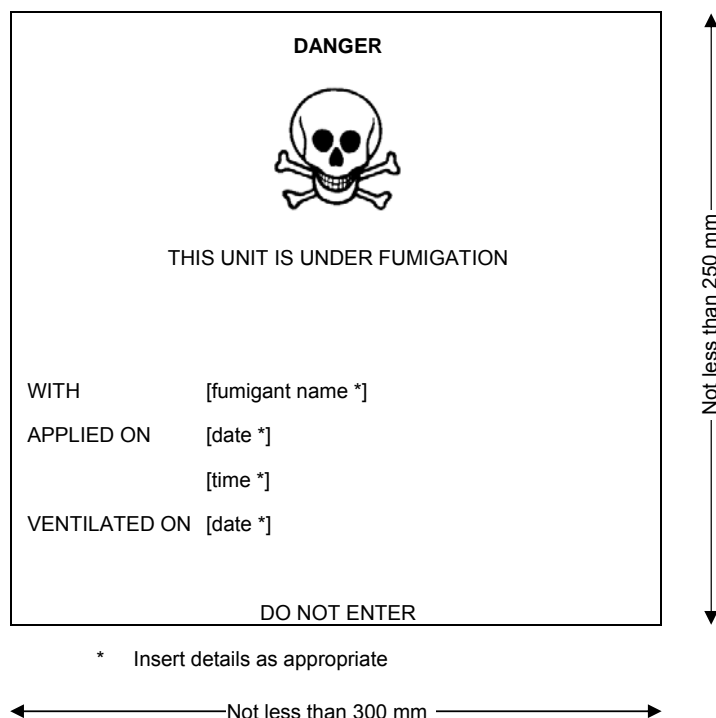 DANGER
THIS UNIT IS UNDER FUMIGATION
WITH [fumigant name *]
APPLIED ON [date *]
[time *]
VENTILATED ON [date *]
DO NOT ENTER
* Insert details as appropriate
Not less than 300 mm
Not less than 250 mm